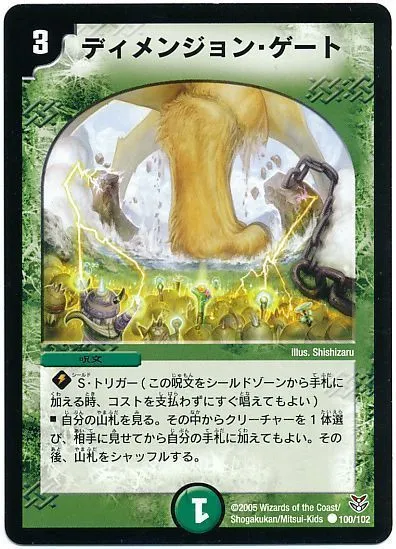 3
ディメンジョン・ゲート
illus. Shishizaru
呪文
S・トリガー(この呪文をシールドゾーンから手札に
加える時、コストを支払わずにすぐ唱えてもよい)
■自分の山札を見る。その中からクリーチャーを1体選
び、相手に見せてから自分の手札に加えてもよい。その
後、山札をシャッフルする。
1
©2005 Wizards of the Coast/
Shogakukan/Mitsui-Kids ●100/102